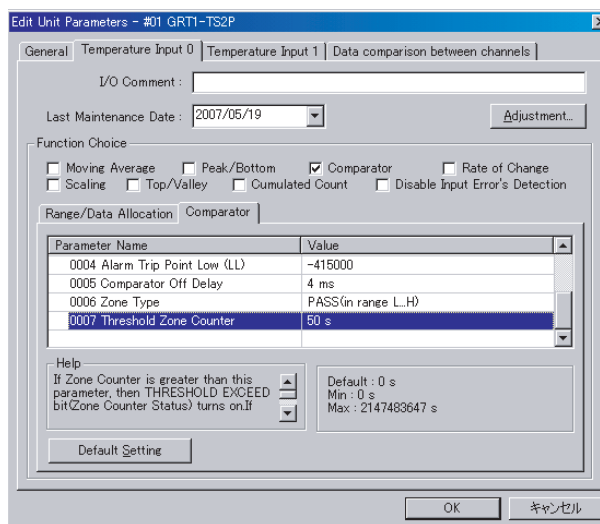 Edit Unit Parameters - #01 GRT1-TS2P
General Temperature Input 0 Temperature Input 1 Data comparison between channels
I/O Comment :
Last Maintenance Date : 2007/05/19 Adjustment...
Function Choice
Moving Average Peak/Bottom Comparator Rate of Change
Scaling Top/Valley Cumulated Count Disable Input Error's Detection
Range/Data Allocation Comparator
Parameter Name Value
0004 Alarm Trip Point Low (LL) -415000
0005 Comparator Off Delay 4 ms
0006 Zone Type PASS(in range L...H)
0007 Threshold Zone Counter 50 s
Help
If Zone Counter is greater than this
parameter, then THRESHOLD EXCEED
bit(Zone Counter Status) turns on.If
Default : 0 s
Min : 0 s
Max : 2147483647 s
Default Setting
OK キャンセル